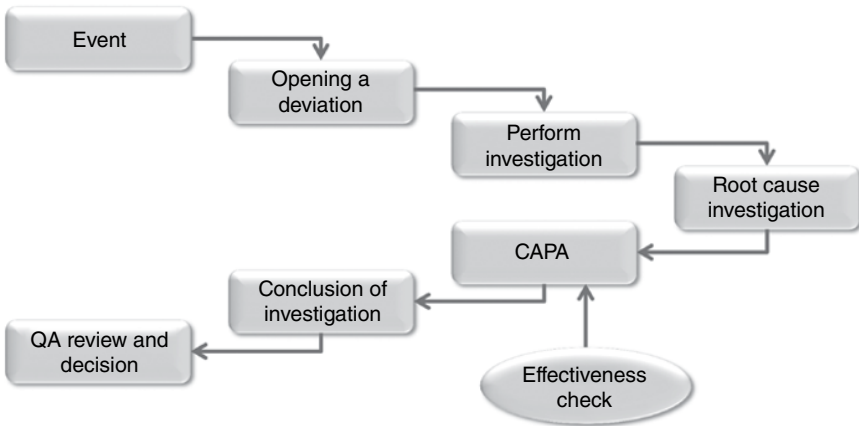 Event
Opening a
deviation
Perform
investigation
Root cause
investigation
CAPA
Conclusion of
investigation
QA review and
decision
Effectiveness
check